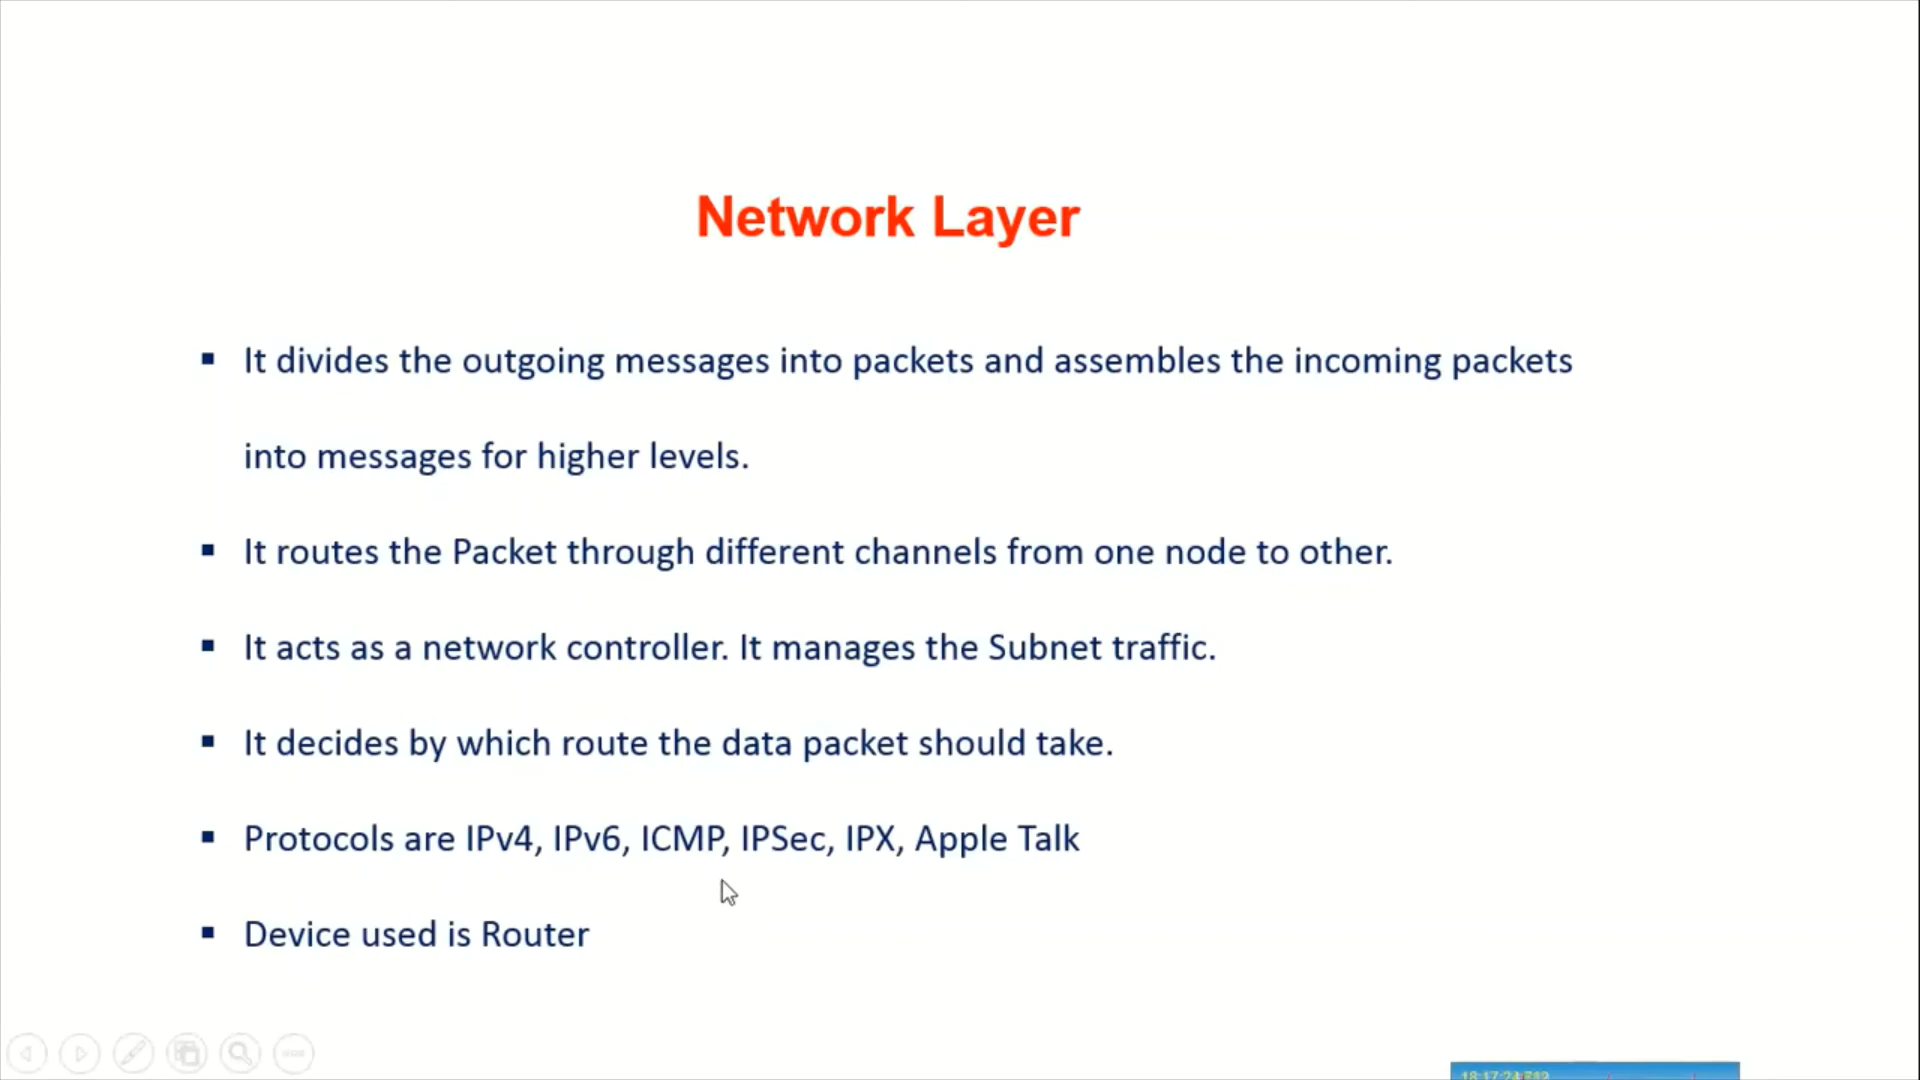 Network Layer
▪ It divides the outgoing messages into packets and assembles the incoming packets
into messages for higher levels.
▪ It routes the Packet through different channels from one node to other.
▪ It acts as a network controller. It manages the Subnet traffic.
▪ It decides by which route the data packet should take.
▪ Protocols are IPv4, IPv6, ICMP, IPSec, IPX, Apple Talk
▪ Device used is Router